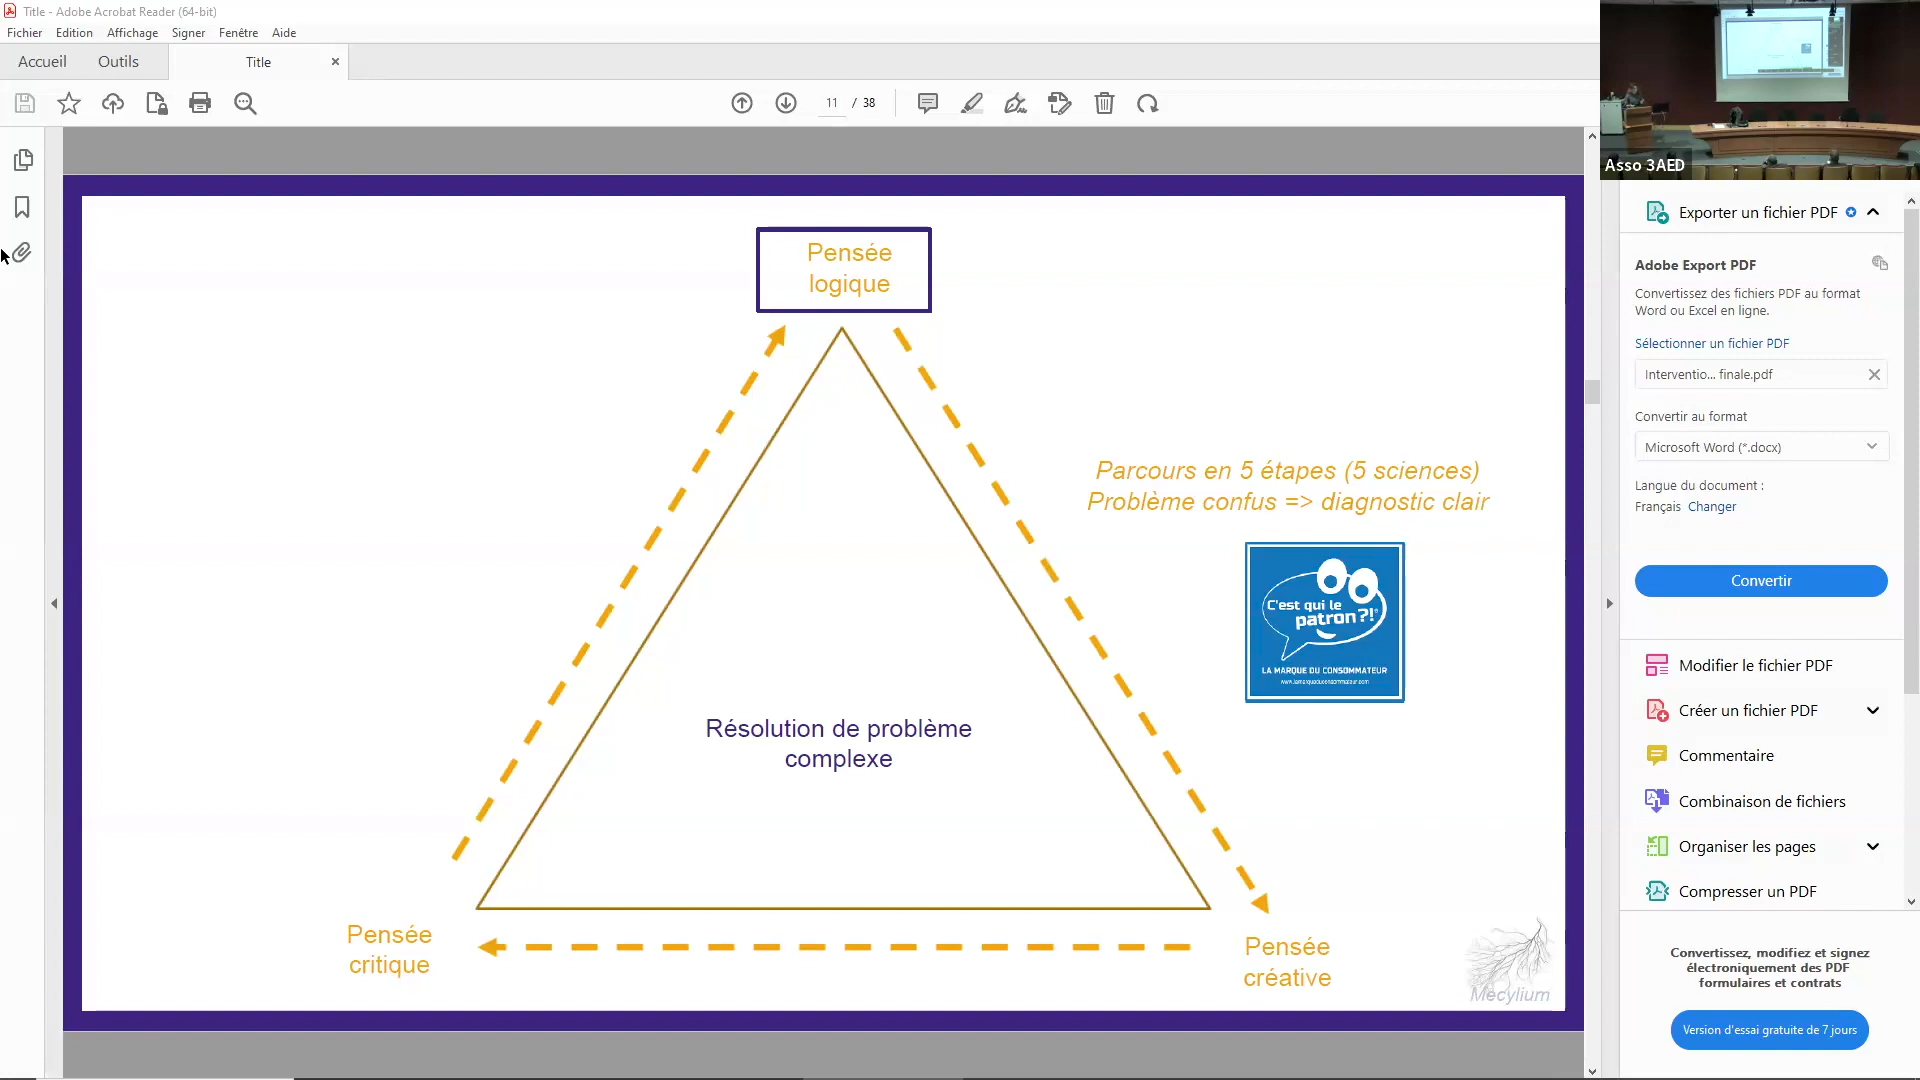 Title - Adobe Acrobat Reader (64-bit)
Fichier Edition Affichage Signer Fenêtre Aide
Accueil Outils Title
11 / 38
Asso 3AED
Pensée
logique
Parcours en 5 étapes (5 sciences)
Problème confus => diagnostic clair
C'est qui le
patron?!
LA MARQUE DU CONSOMMATEUR
www.lamarqueduconsommateur.com
Résolution de problème
complexe
Pensée
critique
Pensée
créative
Mecylium
Exporter un fichier PDF
Adobe Export PDF
Convertissez des fichiers PDF au format
Word ou Excel en ligne.
Sélectionner un fichier PDF
Interventio... finale.pdf
Convertir au format
Microsoft Word (*.docx)
Langue du document :
Français Changer
Convertir
Modifier le fichier PDF
Créer un fichier PDF
Commentaire
Combinaison de fichiers
Organiser les pages
Compresser un PDF
Convertissez, modifiez et signez
électroniquement des PDF
formulaires et contrats
Version d'essai gratuite de 7 jours